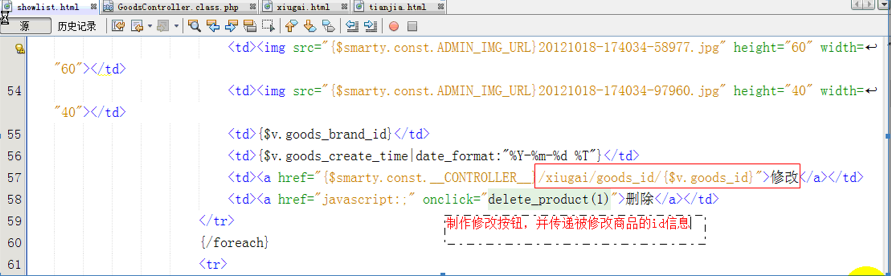 showlist.html GoodsController.class.php xiugai.html tianjia.html
源 历史记录
<td><img src="{$smarty.const.ADMIN_IMG_URL}20121018-174034-58977.jpg" height="60" width=
"60"></td>
54 <td><img src="{$smarty.const.ADMIN_IMG_URL}20121018-174034-97960.jpg" height="40" width=
"40"></td>
55 <td>{$v.goods_brand_id}</td>
56 <td>{$v.goods_create_time|date_format:"%Y-%m-%d %T"}</td>
57 <td><a href="{$smarty.const.__CONTROLLER__}/xiugai/goods_id/{$v.goods_id}">修改</a></td>
58 <td><a href="javascript:;" onclick="delete_product(1)">删除</a></td>
59 </tr>
制作修改按钮，并传递被修改商品的id信息
60 {/foreach}
61 <tr>